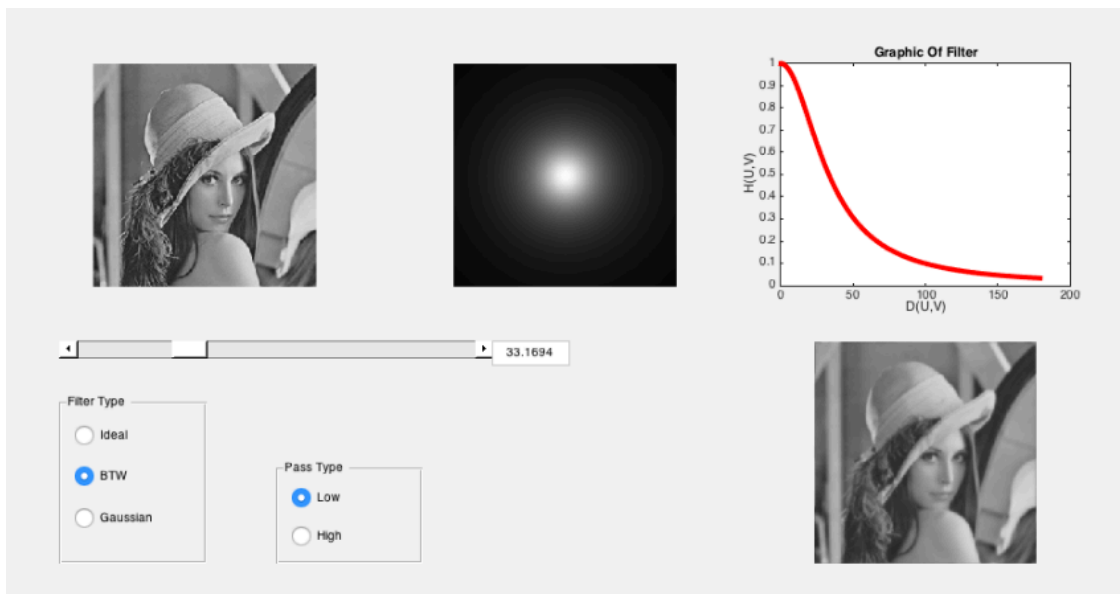 Graphic Of Filter
1
0.9
0.8
0.7
0.6
0.5
0.4
0.3
0.2
0.1
0
H(U,V)
0 50 100 150 200
D(U,V)
33.1694
Filter Type
Ideal
BTW
Gaussian
Pass Type
Low
High